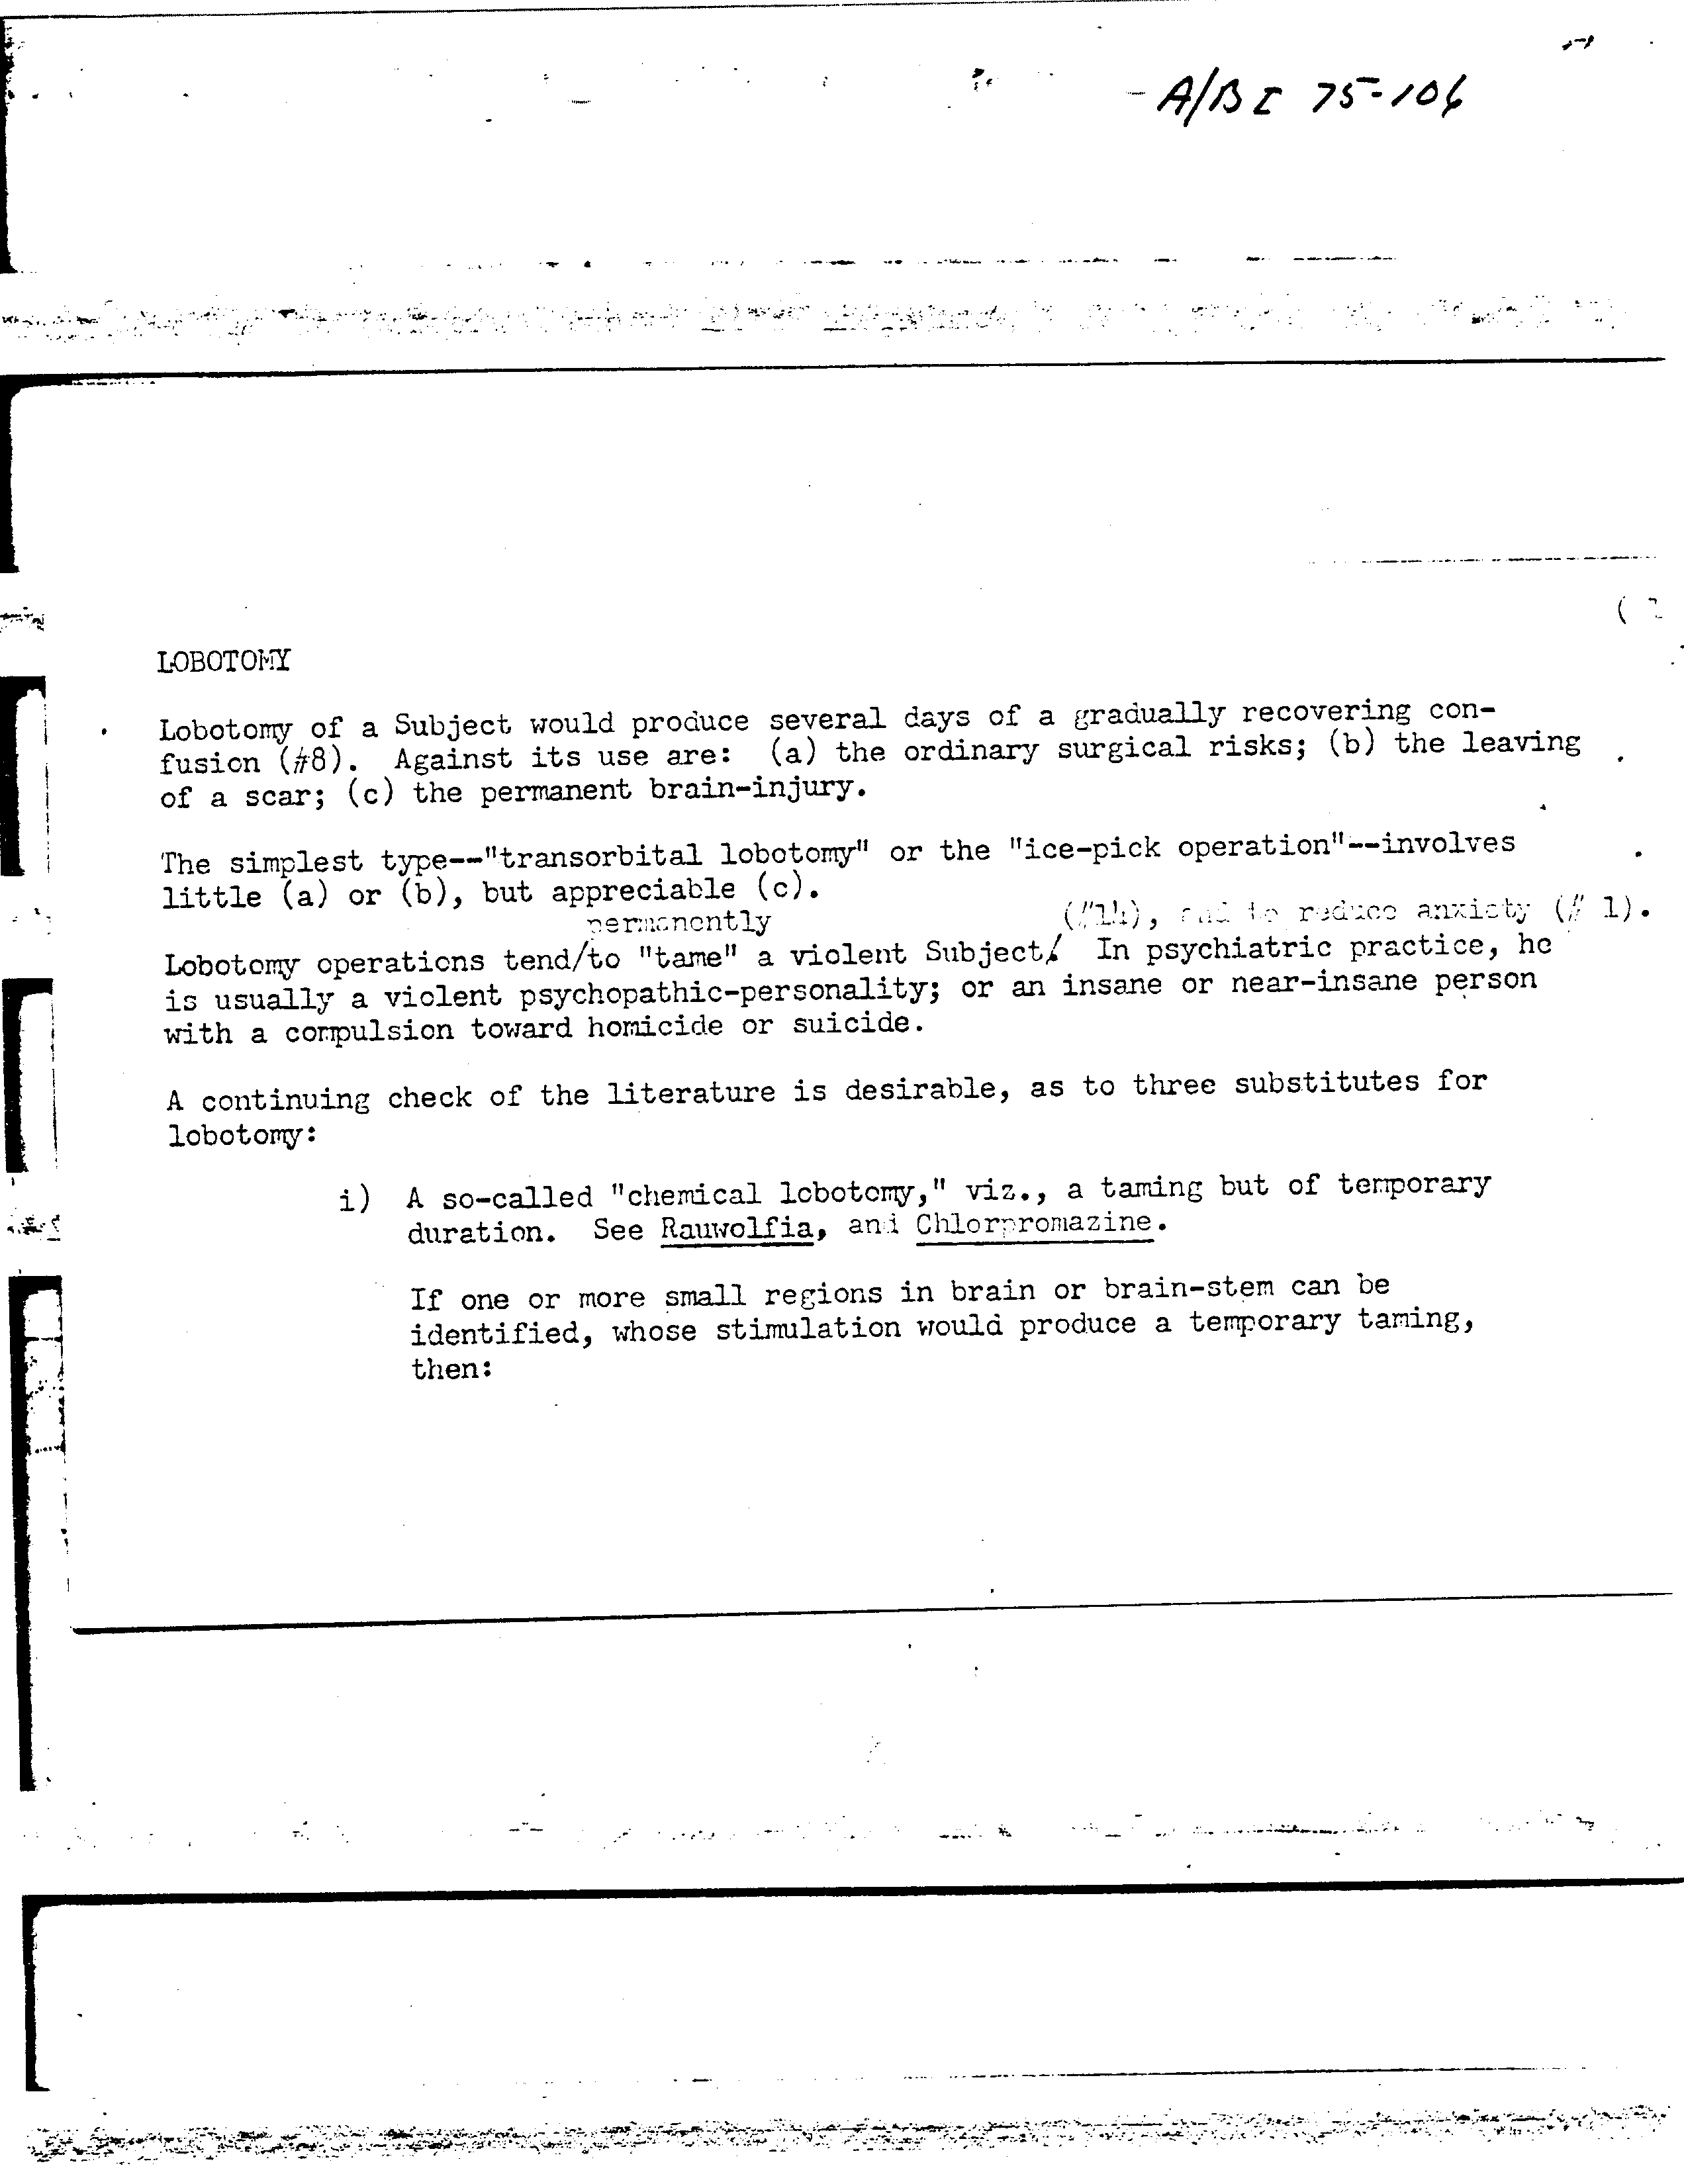 A/B I 75-106
LOBOTOMY
Lobotomy of a Subject would produce several days of a gradually recovering con-
fusion (#8). Against its use are: (a) the ordinary surgical risks; (b) the leaving
of a scar; (c) the permanent brain-injury.
The simplest type--"transorbital lobotomy" or the "ice-pick operation"--involves
little (a) or (b), but appreciable (c).
permanently (#14), and to reduce anxiety (# 1).
Lobotomy operations tend/to "tame" a violent Subject/ In psychiatric practice, he
is usually a violent psychopathic-personality; or an insane or near-insane person
with a compulsion toward homicide or suicide.
A continuing check of the literature is desirable, as to three substitutes for
lobotomy:
i) A so-called "chemical lobotomy," viz., a taming but of temporary
duration. See Rauwolfia, and Chlorpromazine.
If one or more small regions in brain or brain-stem can be
identified, whose stimulation would produce a temporary taming,
then: